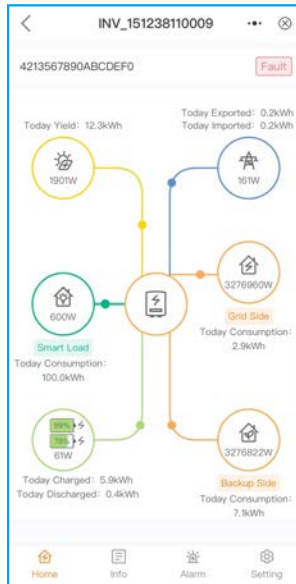 INV_151238110009
4213567890ABCDEF0 Fault
Today Exported: 0.2kWh
Today Yield: 12.3kWh Today Imported: 0.2kWh
1901W 161W
600W 3276960W
Smart Load Grid Side
Today Consumption: Today Consumption:
100.0kWh 2.9kWh
99%
78%
61W 3276822W
Today Charged: 5.9kWh Backup Side
Today Discharged: 0.4kWh Today Consumption:
7.1kWh
Home Info Alarm Setting